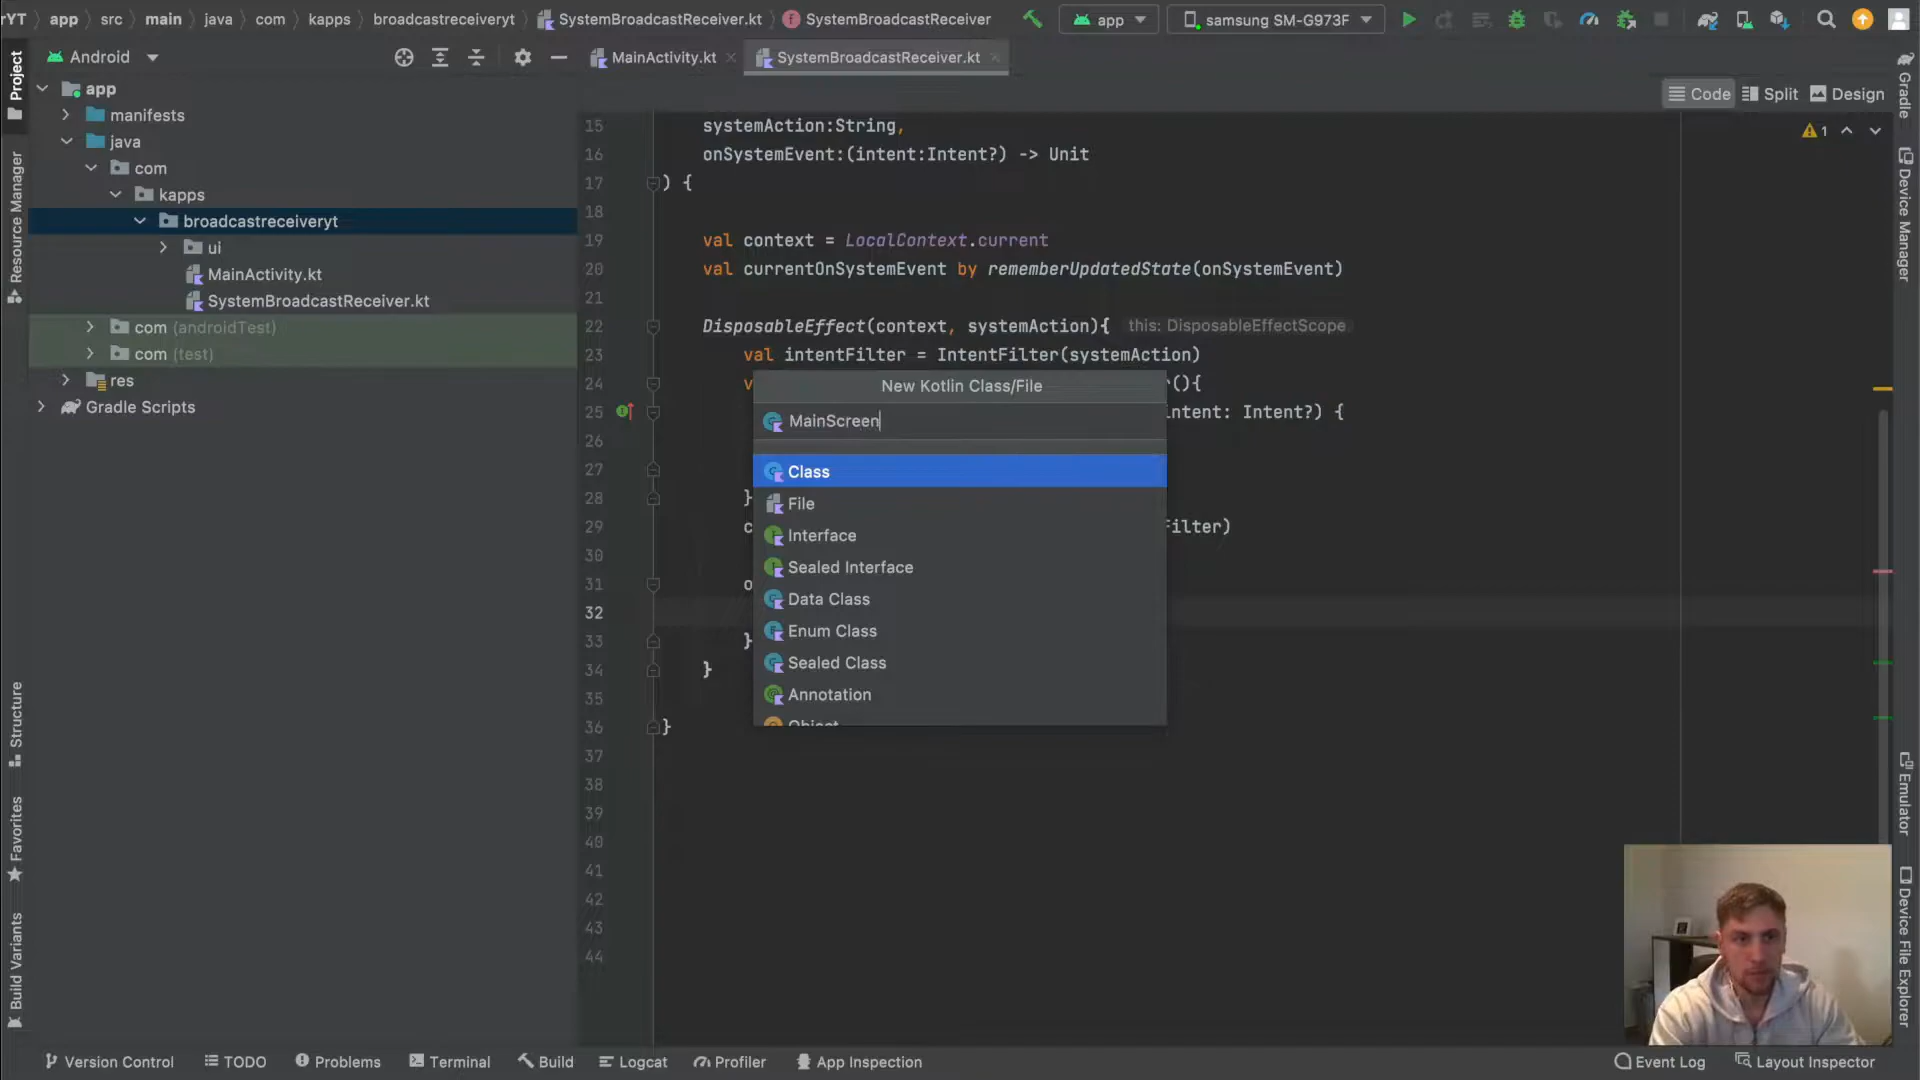 rYT app src main java com kapps broadcastreceiveryt SystemBroadcastReceiver.kt SystemBroadcastReceiver app samsung SM-G973F
Project
Android
MainActivity.kt
SystemBroadcastReceiver.kt
Code
Split
Design
app
manifests
java
com
kapps
broadcastreceiveryt
ui
MainActivity.kt
SystemBroadcastReceiver.kt
com (androidTest)
com (test)
res
Gradle Scripts
Resource Manager
Structure
Favorites
Build Variants
1
15 systemAction:String,
16 onSystemEvent:(intent:Intent?) -> Unit
17 ) {
18
19 val context = LocalContext.current
20 val currentOnSystemEvent by rememberUpdatedState(onSystemEvent)
21
22 DisposableEffect(context, systemAction){ this: DisposableEffectScope
23 val intentFilter = IntentFilter(systemAction)
24 (){
25 intent: Intent?) {
26
27
28 }
29 c Filter)
30
31 o
32
33 }
34 }
35
36 }
37
38
39
40
41
42
43
44
New Kotlin Class/File
MainScreen
Class
File
Interface
Sealed Interface
Data Class
Enum Class
Sealed Class
Annotation
Object
Gradle
Device Manager
Emulator
Device File Explorer
Version Control
TODO
Problems
Terminal
Build
Logcat
Profiler
App Inspection
Event Log
Layout Inspector